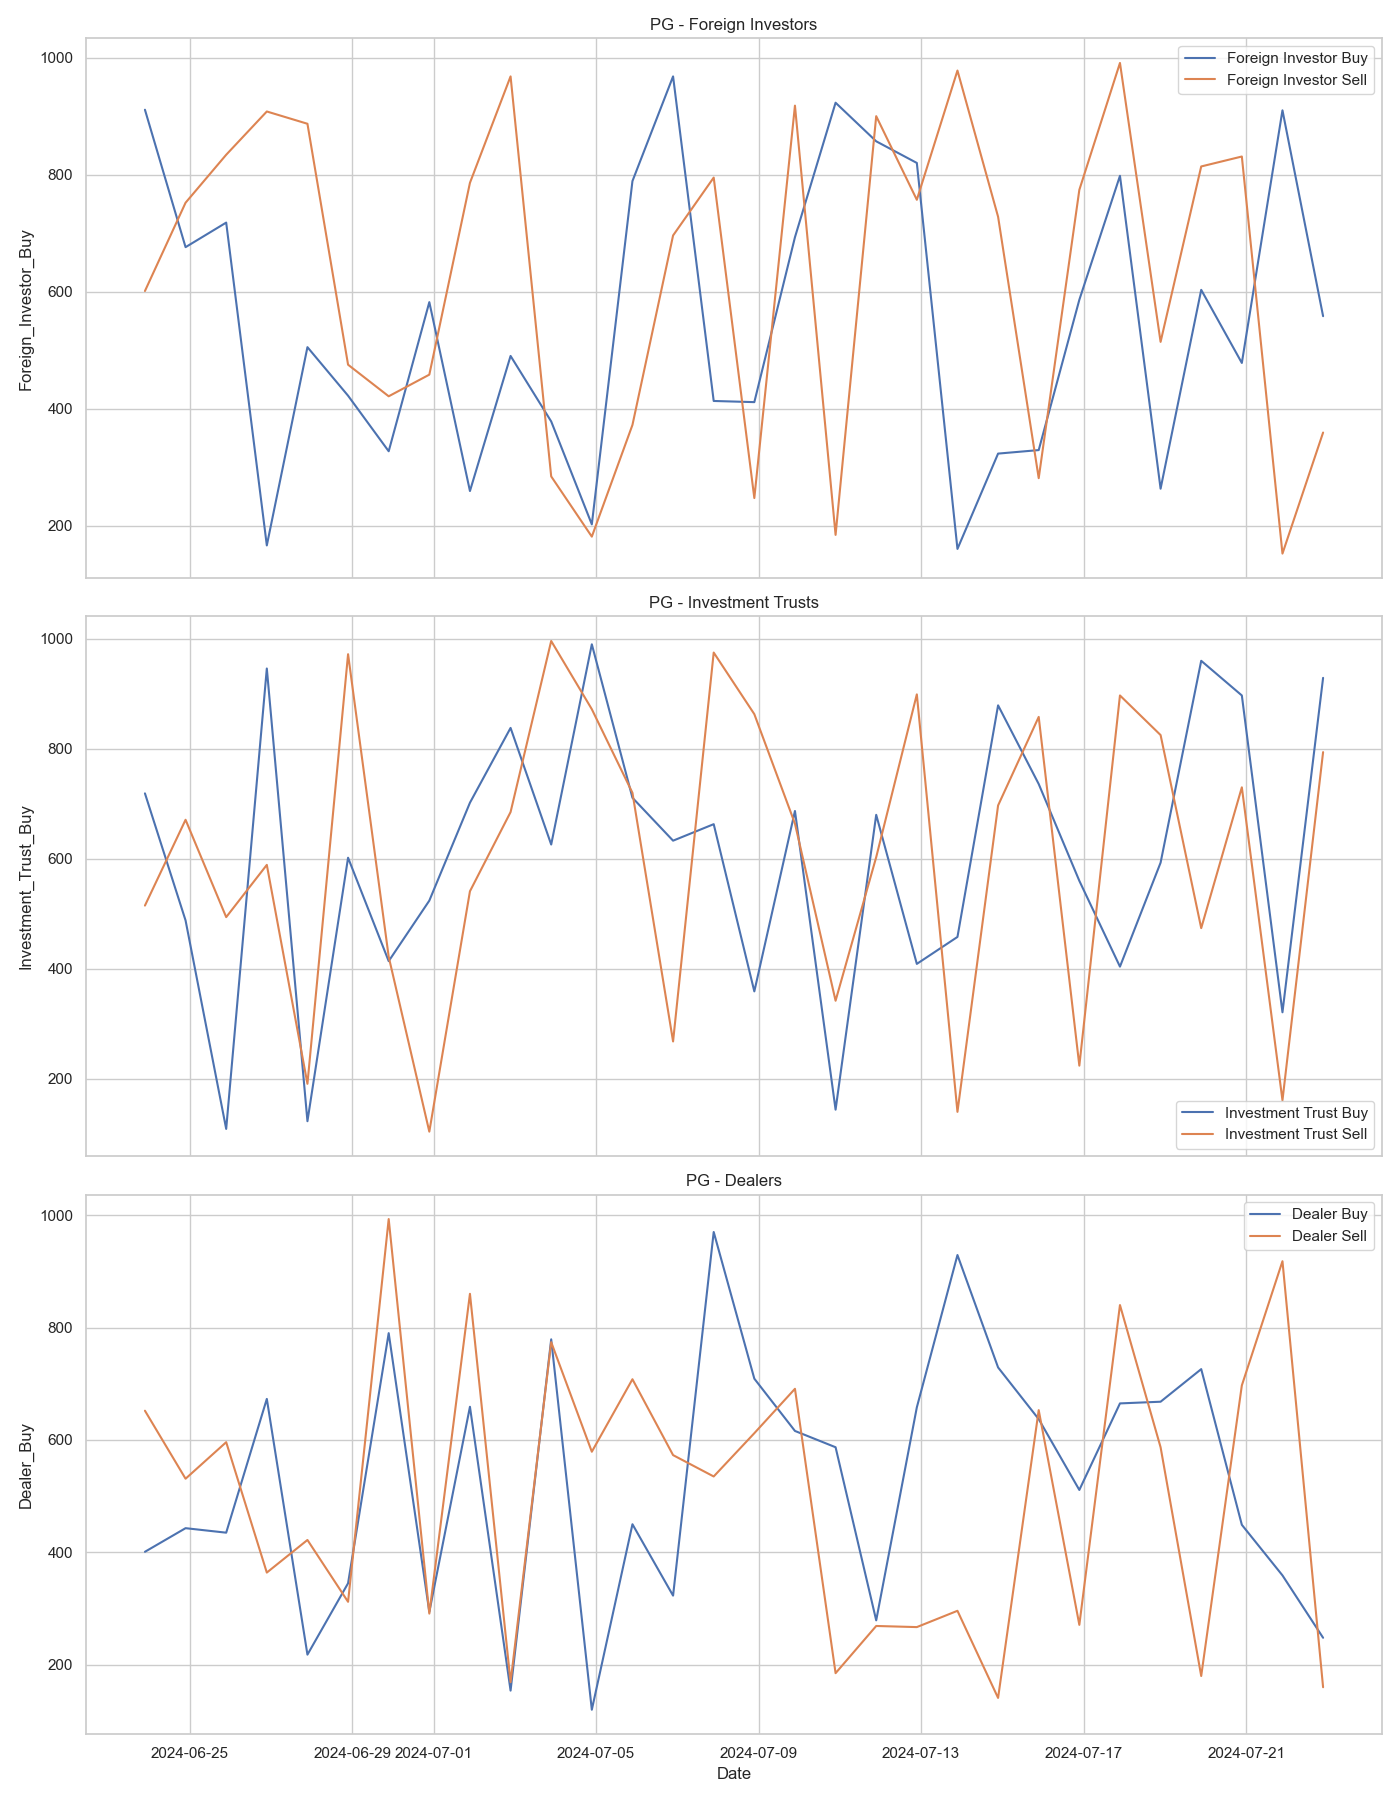 PG - Foreign Investors
Foreign Investor Buy
Foreign Investor Sell
1000
800
600
400
200
Foreign_Investor_Buy
PG - Investment Trusts
1000
800
600
400
200
Investment_Trust_Buy
Investment Trust Buy
Investment Trust Sell
PG - Dealers
Dealer Buy
Dealer Sell
1000
800
600
400
200
Dealer_Buy
2024-06-25 2024-06-29 2024-07-01 2024-07-05 2024-07-09 2024-07-13 2024-07-17 2024-07-21
Date